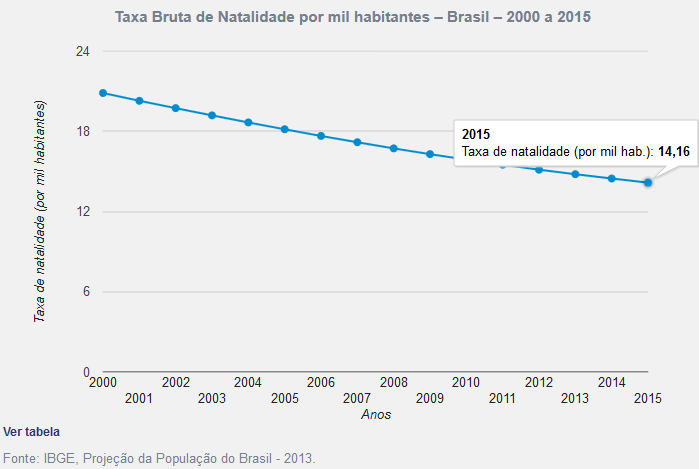 Taxa Bruta de Natalidade por mil habitantes – Brasil – 2000 a 2015
Taxa de natalidade (por mil habitantes)
24
18
12
6
0
2015
Taxa de natalidade (por mil hab.): 14,16
2000 2002 2004 2006 2008 2010 2012 2014
2001 2003 2005 2007 2009 2011 2013 2015
Anos
Ver tabela
Fonte: IBGE, Projeção da População do Brasil - 2013.